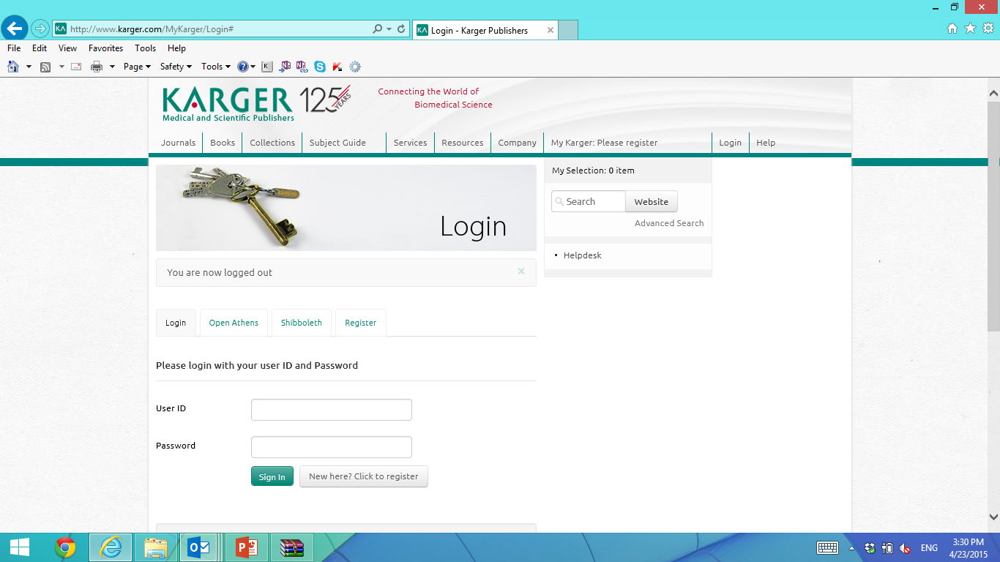 http://www.karger.com/MyKarger/Login#
Login - Karger Publishers
File Edit View Favorites Tools Help
Page Safety Tools
KARGER 125 YEARS
Medical and Scientific Publishers
Connecting the World of
Biomedical Science
Journals Books Collections Subject Guide Services Resources Company My Karger: Please register Login Help
KARGER
Login
My Selection: 0 item
Search Website
Advanced Search
• Helpdesk
You are now logged out
Login Open Athens Shibboleth Register
Please login with your user ID and Password
User ID
Password
Sign In New here? Click to register
ENG
3:30 PM
4/23/2015